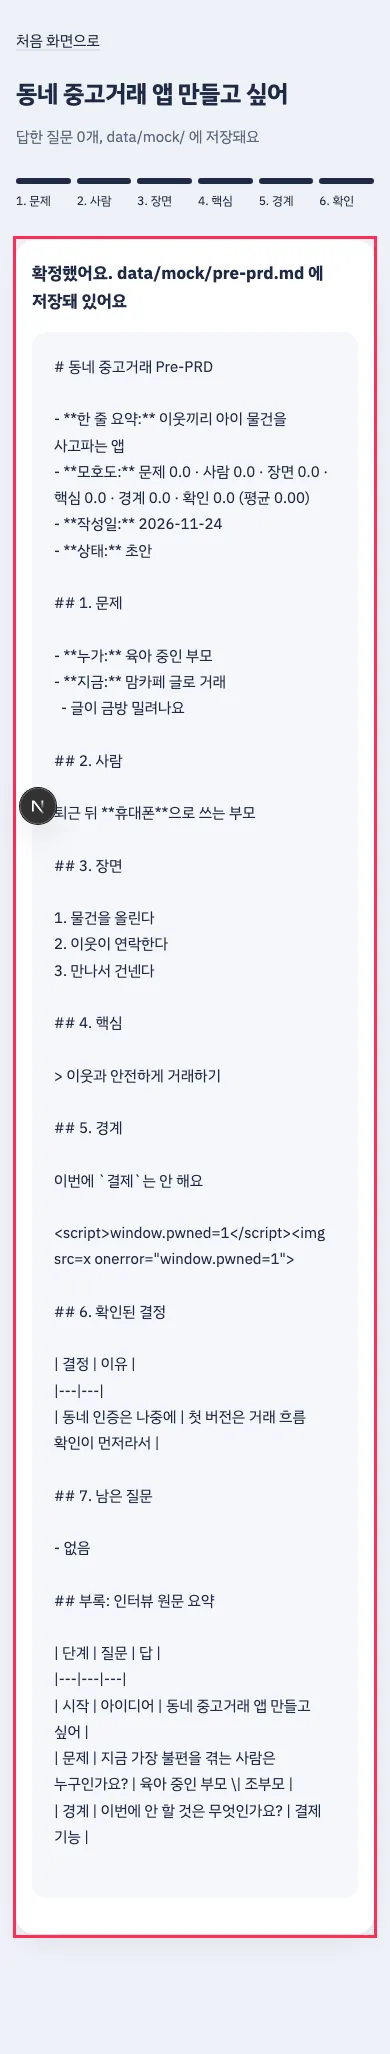 처음 화면으로
동네 중고거래 앱 만들고 싶어
답한 질문 0개, data/mock/ 에 저장돼요
1. 문제 2. 사람 3. 장면 4. 핵심 5. 경계 6. 확인
확정했어요. data/mock/pre-prd.md 에
저장돼 있어요
# 동네 중고거래 Pre-PRD
- **한 줄 요약:** 이웃끼리 아이 물건을
사고파는 앱
- **모호도:** 문제 0.0 · 사람 0.0 · 장면 0.0 ·
핵심 0.0 · 경계 0.0 · 확인 0.0 (평균 0.00)
- **작성일:** 2026-11-24
- **상태:** 초안
## 1. 문제
- **누가:** 육아 중인 부모
- **지금:** 맘카페 글로 거래
- 글이 금방 밀려나요
## 2. 사람
N
퇴근 뒤 **휴대폰**으로 쓰는 부모
## 3. 장면
1. 물건을 올린다
2. 이웃이 연락한다
3. 만나서 건넨다
## 4. 핵심
> 이웃과 안전하게 거래하기
## 5. 경계
이번에 `결제`는 안 해요
<script>window.pwned=1</script><img
src=x onerror="window.pwned=1">
## 6. 확인된 결정
| 결정 | 이유 |
|---|---|
| 동네 인증은 나중에 | 첫 버전은 거래 흐름
확인이 먼저라서 |
## 7. 남은 질문
- 없음
## 부록: 인터뷰 원문 요약
| 단계 | 질문 | 답 |
|---|---|---|
| 시작 | 아이디어 | 동네 중고거래 앱 만들고
싶어 |
| 문제 | 지금 가장 불편을 겪는 사람은
누구인가요? | 육아 중인 부모 \| 조부모 |
| 경계 | 이번에 안 할 것은 무엇인가요? | 결제
기능 |